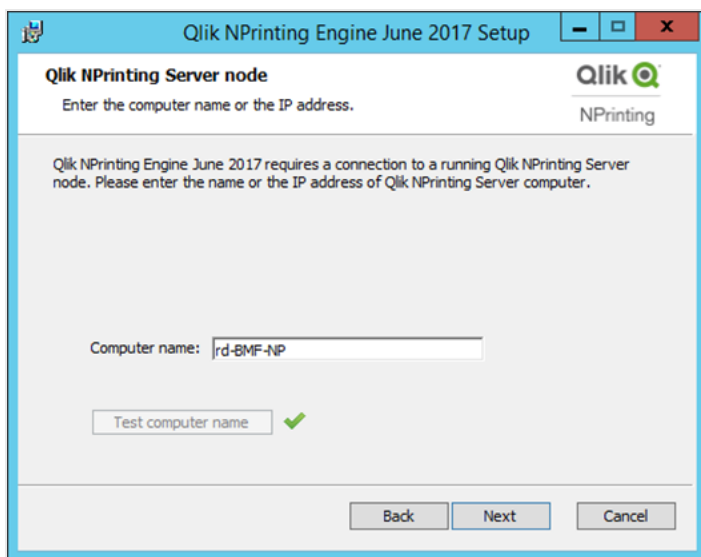 Qlik NPrinting Engine June 2017 Setup
Qlik NPrinting Server node
Enter the computer name or the IP address.
Qlik
NPrinting
Qlik NPrinting Engine June 2017 requires a connection to a running Qlik NPrinting Server
node. Please enter the name or the IP address of Qlik NPrinting Server computer.
Computer name: rd-BMF-NP
Test computer name
Back Next Cancel